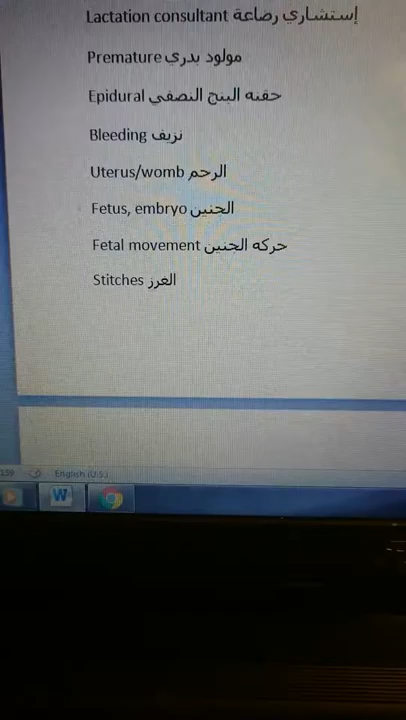 Lactation consultant إستشاري رضاعة
Premature مولود بدري
Epidural حقنه البنج النصفي
Bleeding نزيف
Uterus/womb الرحم
Fetus, embryo الجنين
Fetal movement حركه الجنين
Stitches الغرز
159 English (U.S.)
W